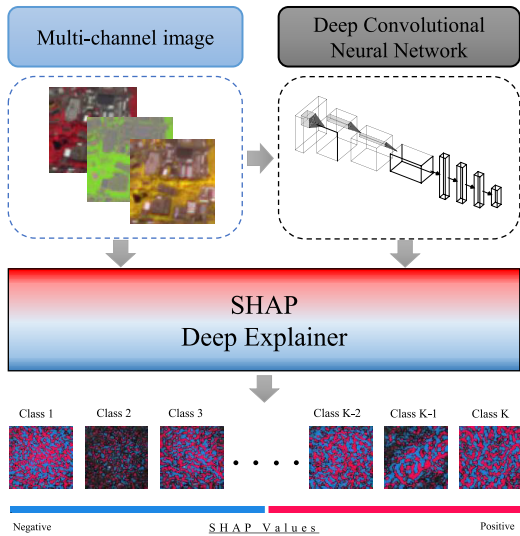 Multi-channel image
Deep Convolutional
Neural Network
SHAP
Deep Explainer
Class 1
Class 2
Class 3
Class K-2
Class K-1
Class K
Negative
SHAP Values
Positive